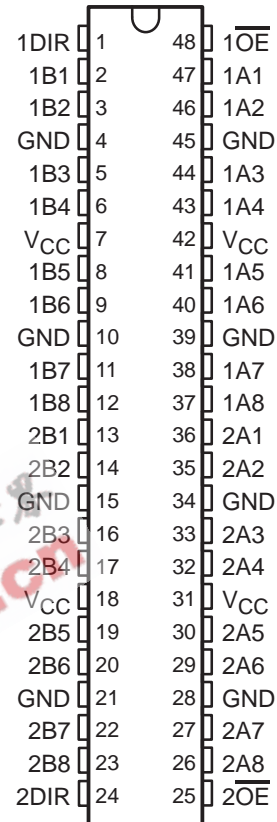 1DIR 1 48 1O̅E̅
1B1 2 47 1A1
1B2 3 46 1A2
GND 4 45 GND
1B3 5 44 1A3
1B4 6 43 1A4
VCC 7 42 VCC
1B5 8 41 1A5
1B6 9 40 1A6
GND 10 39 GND
1B7 11 38 1A7
1B8 12 37 1A8
2B1 13 36 2A1
2B2 14 35 2A2
GND 15 34 GND
2B3 16 33 2A3
2B4 17 32 2A4
VCC 18 31 VCC
2B5 19 30 2A5
2B6 20 29 2A6
GND 21 28 GND
2B7 22 27 2A7
2B8 23 26 2A8
2DIR 24 25 2O̅E̅